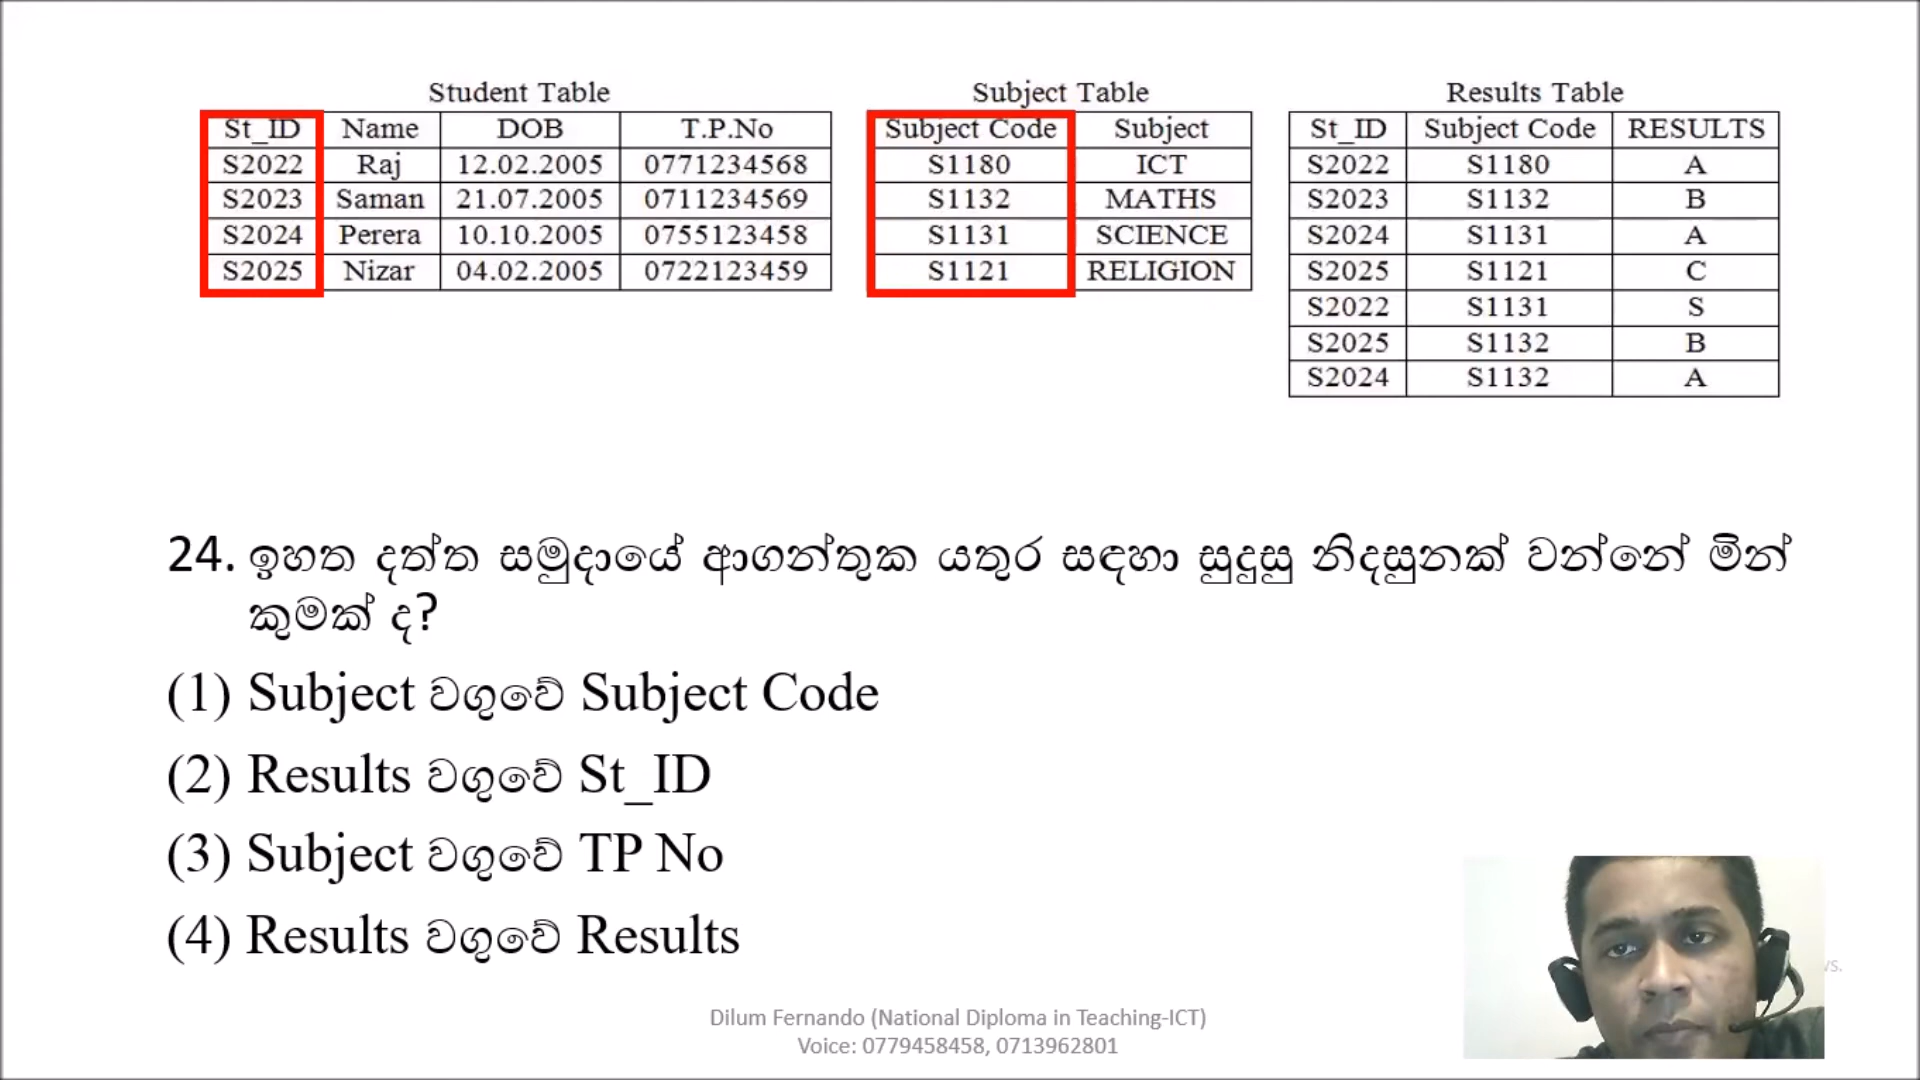 Student Table
St_ID Name DOB T.P.No
S2022 Raj 12.02.2005 0771234568
S2023 Saman 21.07.2005 0711234569
S2024 Perera 10.10.2005 0755123458
S2025 Nizar 04.02.2005 0722123459
Subject Table
Subject Code Subject
S1180 ICT
S1132 MATHS
S1131 SCIENCE
S1121 RELIGION
Results Table
St_ID Subject Code RESULTS
S2022 S1180 A
S2023 S1132 B
S2024 S1131 A
S2025 S1121 C
S2022 S1131 S
S2025 S1132 B
S2024 S1132 A
24. ඉහත දත්ත සමුදායේ ආගන්තුක යතුර සඳහා සුදුසු නිදසුනක් වන්නේ මින්
කුමක් ද?
(1) Subject වගුවේ Subject Code
(2) Results වගුවේ St_ID
(3) Subject වගුවේ TP No
(4) Results වගුවේ Results
Dilum Fernando (National Diploma in Teaching-ICT)
Voice: 0779458458, 0713962801